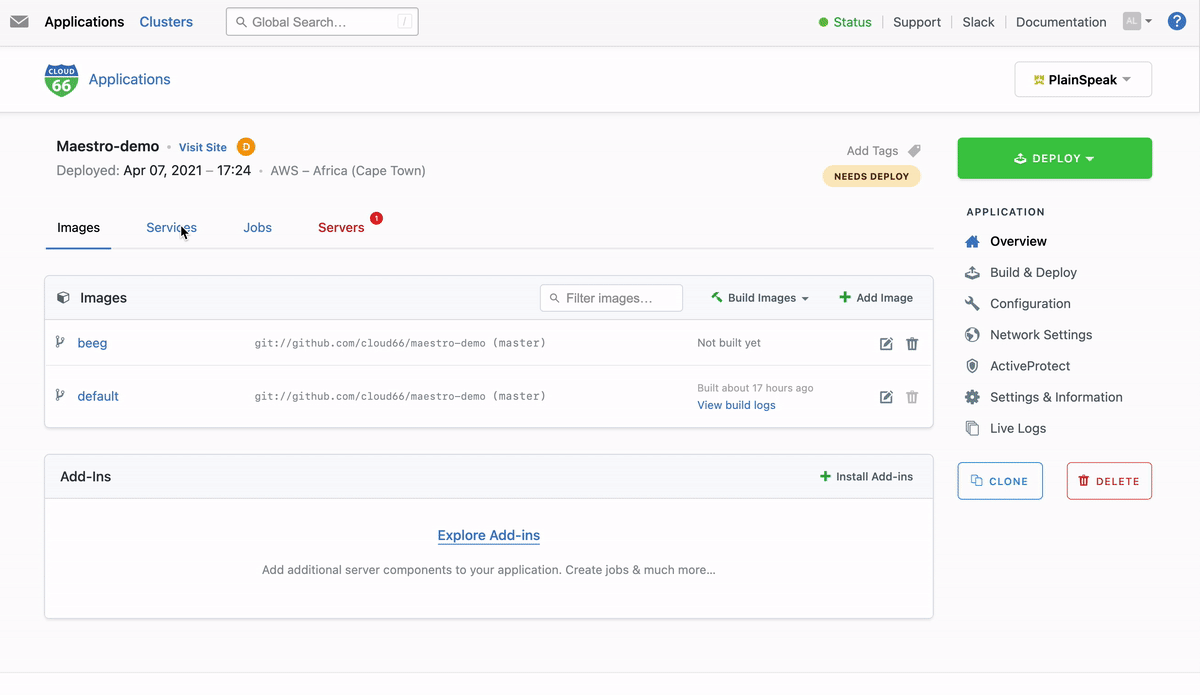 Applications Clusters Global Search... / Status Support Slack Documentation AL ?
CLOUD 66 Applications PlainSpeak
Maestro-demo • Visit Site D
Deployed: Apr 07, 2021 – 17:24 • AWS – Africa (Cape Town)
Add Tags
NEEDS DEPLOY
Images Services Jobs Servers 1
Images Filter images... Build Images Add Image
beeg git://github.com/cloud66/maestro-demo (master) Not built yet
default git://github.com/cloud66/maestro-demo (master) Built about 17 hours ago
View build logs
Add-Ins Install Add-ins
Explore Add-ins
Add additional server components to your application. Create jobs & much more...
DEPLOY
APPLICATION
Overview
Build & Deploy
Configuration
Network Settings
ActiveProtect
Settings & Information
Live Logs
CLONE DELETE